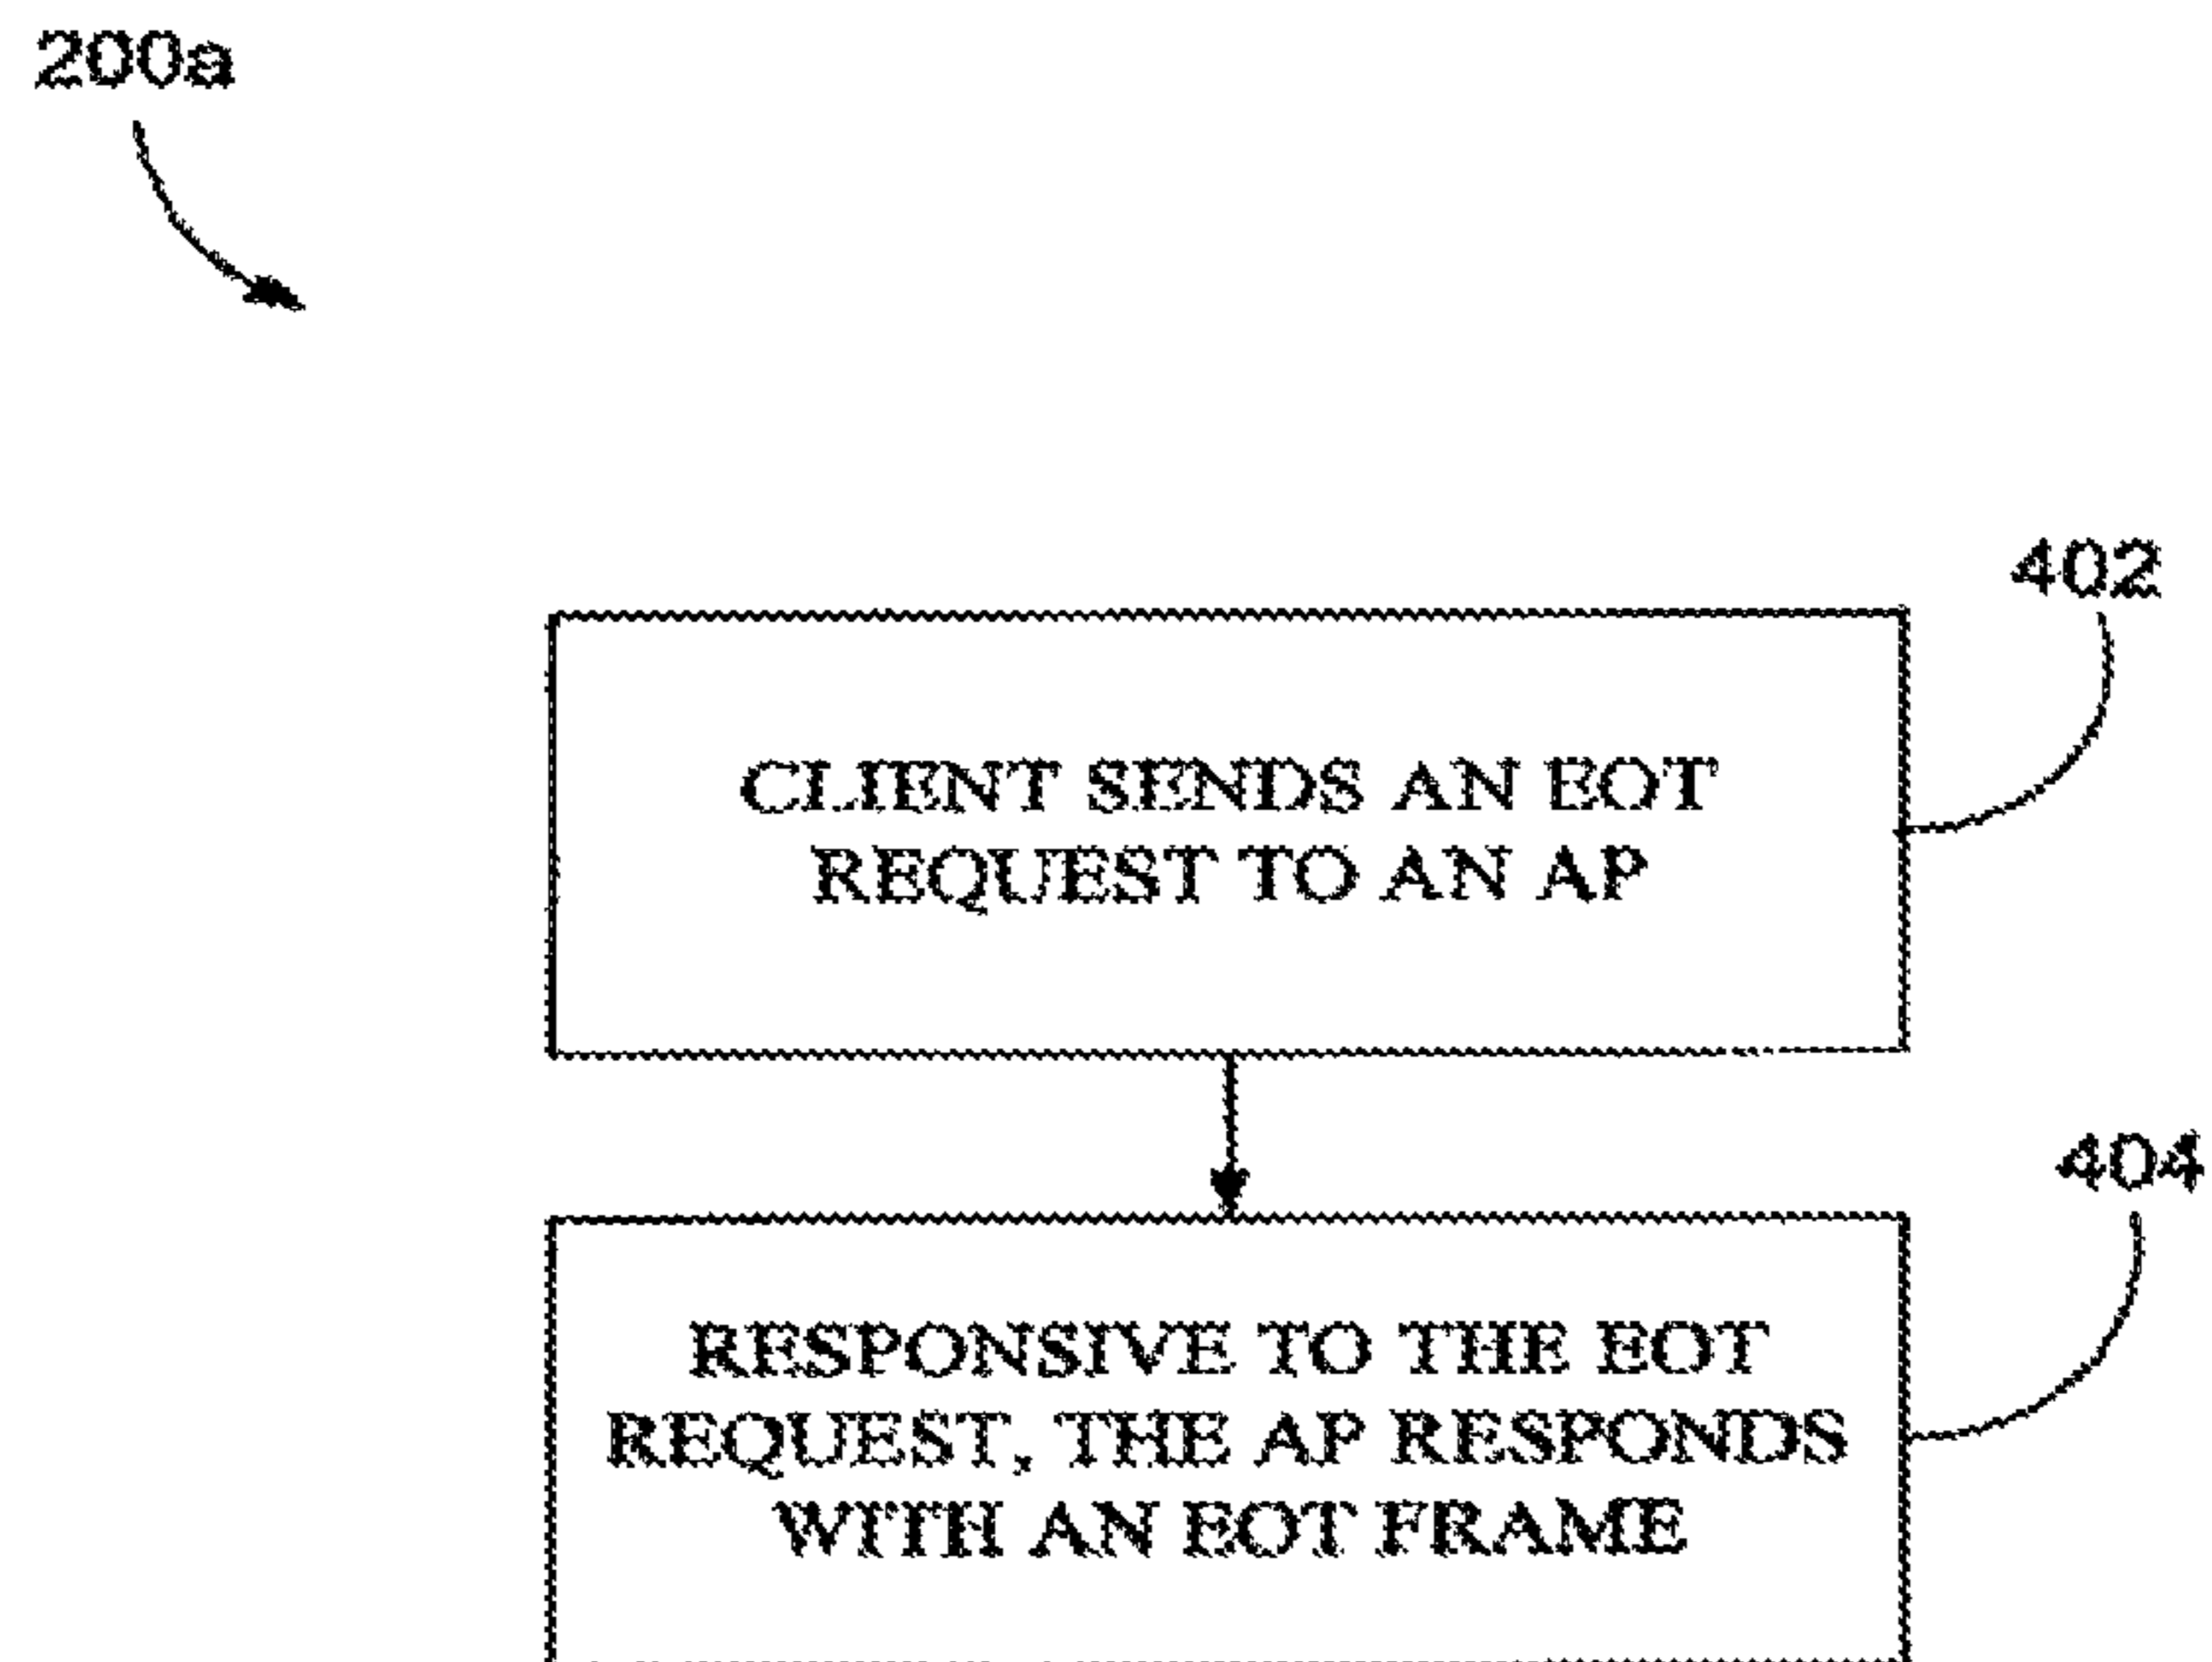 200a
402
CLIENT SENDS AN EOT
REQUEST TO AN AP
404
RESPONSIVE TO THE EOT
REQUEST, THE AP RESPONDS
WITH AN EOT FRAME